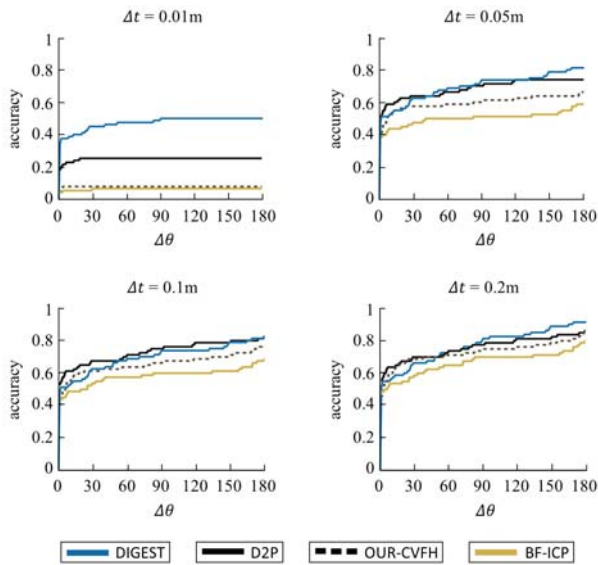 Δt = 0.01m
Δt = 0.05m
accuracy
1
0.8
0.6
0.4
0.2
0
0 30 60 90 120 150 180
Δθ
accuracy
1
0.8
0.6
0.4
0.2
0
0 30 60 90 120 150 180
Δθ
Δt = 0.1m
Δt = 0.2m
accuracy
1
0.8
0.6
0.4
0.2
0
0 30 60 90 120 150 180
Δθ
accuracy
1
0.8
0.6
0.4
0.2
0
0 30 60 90 120 150 180
Δθ
DIGEST D2P OUR-CVFH BF-ICP